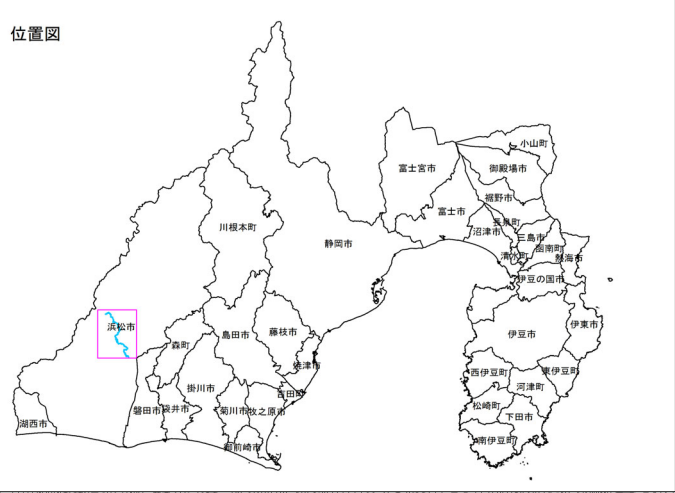 位置図
小山町
富士宮市
御殿場市
裾野市
富士市
長泉町
川根本町
沼津市
三島市
静岡市
函南町
清水町
熱海市
伊豆の国市
浜松市
伊東市
藤枝市
島田市
伊豆市
森町
焼津市
西伊豆町
東伊豆町
河津町
掛川市
吉田町
松崎町
磐田市
袋井市
菊川市
牧之原市
下田市
湖西市
南伊豆町
御前崎市